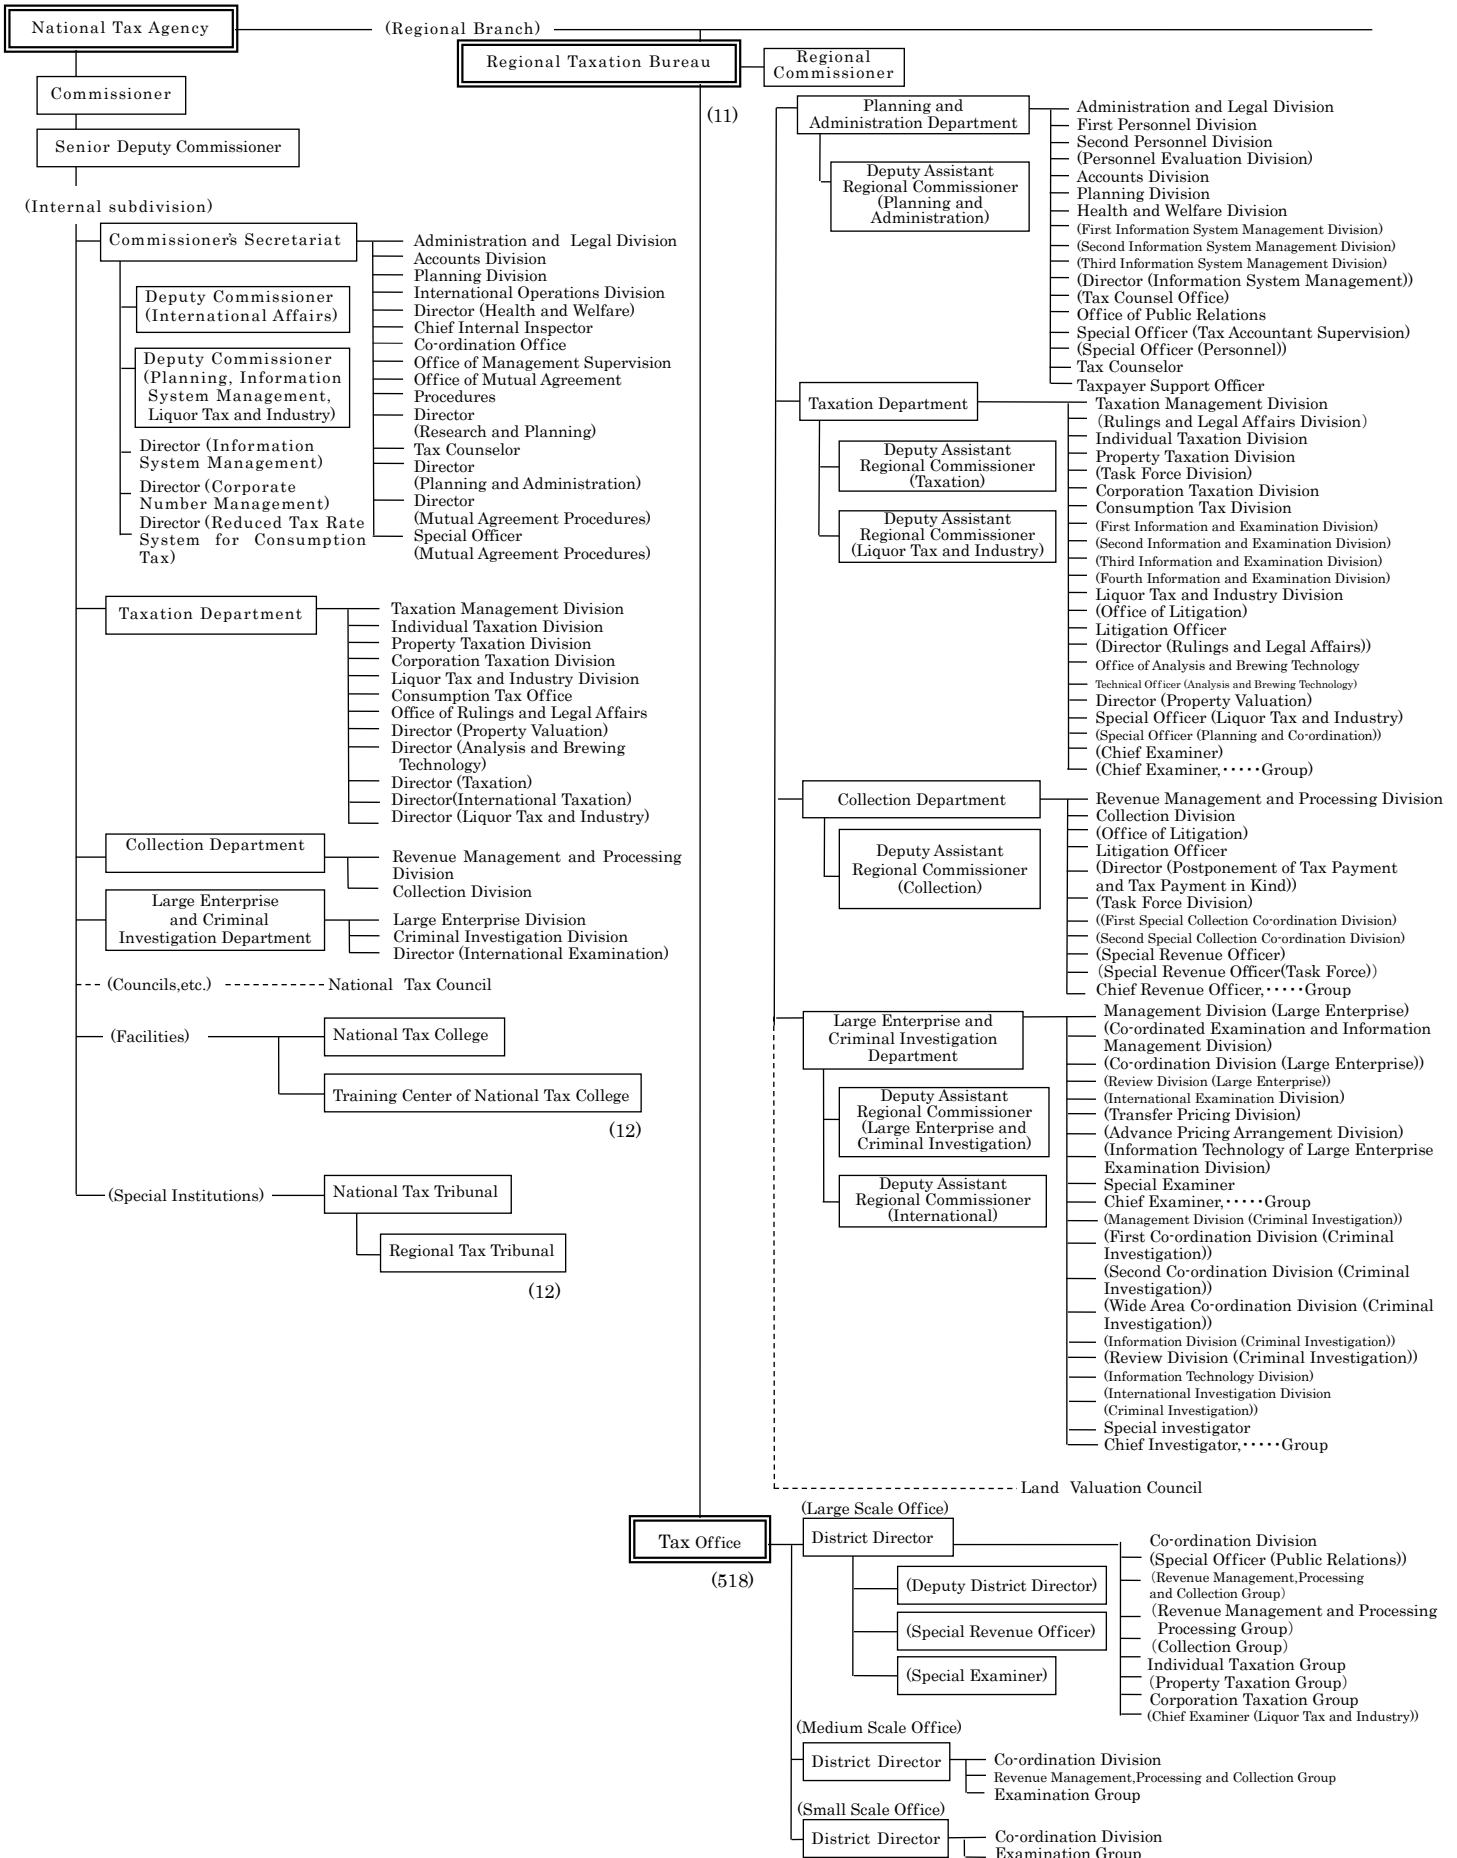 National Tax Agency
(Regional Branch)
Commissioner
Senior Deputy Commissioner
(Internal subdivision)
Commissioner's Secretariat
Deputy Commissioner
(International Affairs)
Deputy Commissioner
(Planning, Information
System Management,
Liquor Tax and Industry)
Director (Information
System Management)
Director (Corporate
Number Management)
Director (Reduced Tax Rate
System for Consumption
Tax)
Administration and Legal Division
Accounts Division
Planning Division
International Operations Division
Director (Health and Welfare)
Chief Internal Inspector
Co-ordination Office
Office of Management Supervision
Office of Mutual Agreement
Procedures
Director
(Research and Planning)
Tax Counselor
Director
(Planning and Administration)
Director
(Mutual Agreement Procedures)
Special Officer
(Mutual Agreement Procedures)
Taxation Department
Taxation Management Division
Individual Taxation Division
Property Taxation Division
Corporation Taxation Division
Liquor Tax and Industry Division
Consumption Tax Office
Office of Rulings and Legal Affairs
Director (Property Valuation)
Director (Analysis and Brewing
Technology)
Director (Taxation)
Director(International Taxation)
Director (Liquor Tax and Industry)
Collection Department
Revenue Management and Processing
Division
Collection Division
Large Enterprise
and Criminal
Investigation Department
Large Enterprise Division
Criminal Investigation Division
Director (International Examination)
(Councils,etc.)
National Tax Council
(Facilities)
National Tax College
Training Center of National Tax College
(12)
(Special Institutions)
National Tax Tribunal
Regional Tax Tribunal
(12)
Regional Taxation Bureau
Regional
Commissioner
(11)
Planning and
Administration Department
Deputy Assistant
Regional Commissioner
(Planning and
Administration)
Administration and Legal Division
First Personnel Division
Second Personnel Division
(Personnel Evaluation Division)
Accounts Division
Planning Division
Health and Welfare Division
(First Information System Management Division)
(Second Information System Management Division)
(Third Information System Management Division)
(Director (Information System Management))
(Tax Counsel Office)
Office of Public Relations
Special Officer (Tax Accountant Supervision)
(Special Officer (Personnel))
Tax Counselor
Taxpayer Support Officer
Taxation Department
Deputy Assistant
Regional Commissioner
(Taxation)
Deputy Assistant
Regional Commissioner
(Liquor Tax and Industry)
Taxation Management Division
(Rulings and Legal Affairs Division)
Individual Taxation Division
Property Taxation Division
(Task Force Division)
Corporation Taxation Division
Consumption Tax Division
(First Information and Examination Division)
(Second Information and Examination Division)
(Third Information and Examination Division)
(Fourth Information and Examination Division)
Liquor Tax and Industry Division
(Office of Litigation)
Litigation Officer
(Director (Rulings and Legal Affairs))
Office of Analysis and Brewing Technology
Technical Officer (Analysis and Brewing Technology)
Director (Property Valuation)
Special Officer (Liquor Tax and Industry)
(Special Officer (Planning and Co-ordination))
(Chief Examiner)
(Chief Examiner,·····Group)
Collection Department
Deputy Assistant
Regional Commissioner
(Collection)
Revenue Management and Processing Division
Collection Division
(Office of Litigation)
Litigation Officer
(Director (Postponement of Tax Payment
and Tax Payment in Kind))
(Task Force Division)
((First Special Collection Co-ordination Division)
(Second Special Collection Co-ordination Division)
(Special Revenue Officer)
(Special Revenue Officer(Task Force))
Chief Revenue Officer,·····Group
Large Enterprise and
Criminal Investigation
Department
Deputy Assistant
Regional Commissioner
(Large Enterprise and
Criminal Investigation)
Deputy Assistant
Regional Commissioner
(International)
Management Division (Large Enterprise)
(Co-ordinated Examination and Information
Management Division)
(Co-ordination Division (Large Enterprise))
(Review Division (Large Enterprise))
(International Examination Division)
(Transfer Pricing Division)
(Advance Pricing Arrangement Division)
(Information Technology of Large Enterprise
Examination Division)
Special Examiner
Chief Examiner,·····Group
(Management Division (Criminal Investigation))
(First Co-ordination Division (Criminal
Investigation))
(Second Co-ordination Division (Criminal
Investigation))
(Wide Area Co-ordination Division (Criminal
Investigation))
(Information Division (Criminal Investigation))
(Review Division (Criminal Investigation))
(Information Technology Division)
(International Investigation Division
(Criminal Investigation))
Special investigator
Chief Investigator,·····Group
Land Valuation Council
Tax Office
(518)
(Large Scale Office)
District Director
(Deputy District Director)
(Special Revenue Officer)
(Special Examiner)
Co-ordination Division
(Special Officer (Public Relations))
(Revenue Management,Processing
and Collection Group)
(Revenue Management and Processing
Processing Group)
(Collection Group)
Individual Taxation Group
(Property Taxation Group)
Corporation Taxation Group
(Chief Examiner (Liquor Tax and Industry))
(Medium Scale Office)
District Director
Co-ordination Division
Revenue Management,Processing and Collection Group
Examination Group
(Small Scale Office)
District Director
Co-ordination Division
Examination Group